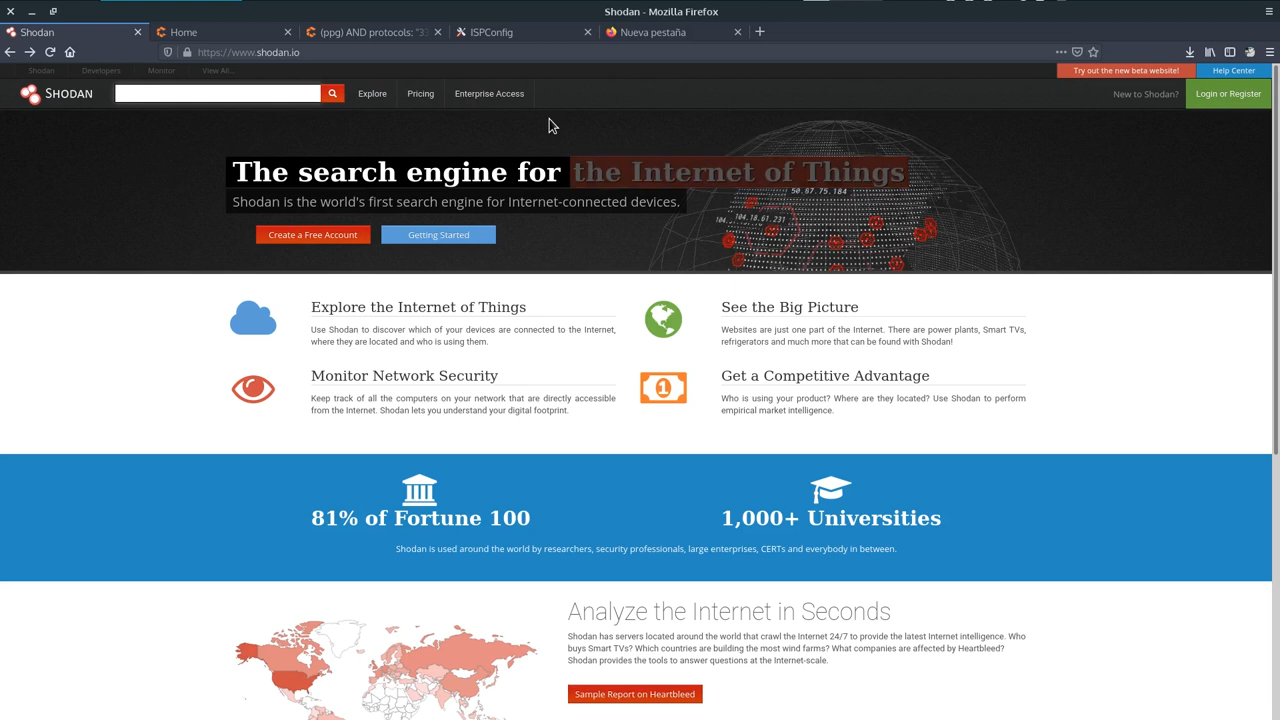 Shodan - Mozilla Firefox
Shodan
Home
(ppg) AND protocols: "33
ISPConfig
Nueva pestaña
https://www.shodan.io
Shodan Developers Monitor View All...
Try out the new beta website!
Help Center
SHODAN
Explore
Pricing
Enterprise Access
New to Shodan?
Login or Register
The search engine for the Internet of Things
Shodan is the world's first search engine for Internet-connected devices.
Create a Free Account
Getting Started
50.67.75.184
104.18.61.231
104.
Explore the Internet of Things
Use Shodan to discover which of your devices are connected to the Internet,
where they are located and who is using them.
See the Big Picture
Websites are just one part of the Internet. There are power plants, Smart TVs,
refrigerators and much more that can be found with Shodan!
Monitor Network Security
Keep track of all the computers on your network that are directly accessible
from the Internet. Shodan lets you understand your digital footprint.
1
Get a Competitive Advantage
Who is using your product? Where are they located? Use Shodan to perform
empirical market intelligence.
81% of Fortune 100
1,000+ Universities
Shodan is used around the world by researchers, security professionals, large enterprises, CERTs and everybody in between.
Analyze the Internet in Seconds
Shodan has servers located around the world that crawl the Internet 24/7 to provide the latest Internet intelligence. Who
buys Smart TVs? Which countries are building the most wind farms? What companies are affected by Heartbleed?
Shodan provides the tools to answer questions at the Internet-scale.
Sample Report on Heartbleed